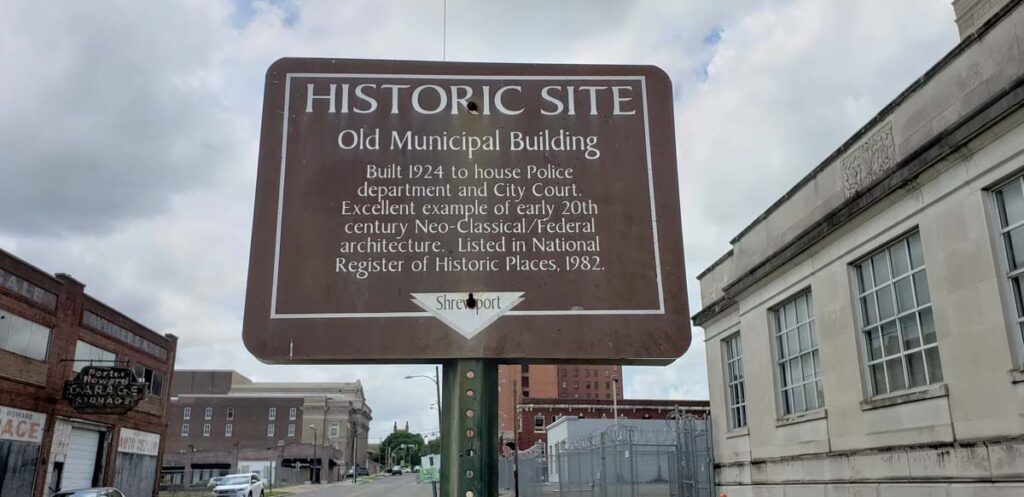 HISTORIC SITE
Old Municipal Building
Built 1924 to house Police
department and City Court.
Excellent example of early 20th
century Neo-Classical/Federal
architecture. Listed in National
Register of Historic Places, 1982.
Shreveport
Porter
Howard
GARAGE
STORAGE
HOWARD